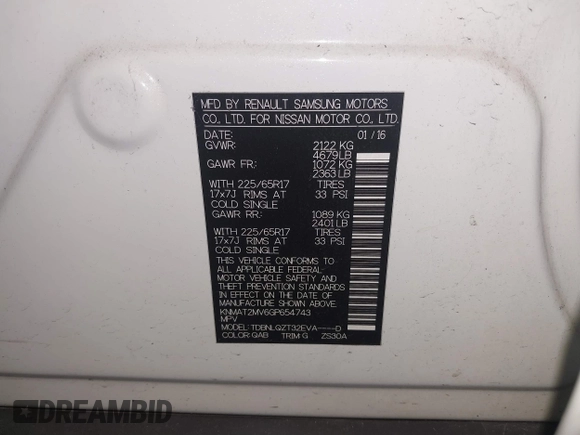 MFD BY RENAULT SAMSUNG MOTORS
CO., LTD. FOR NISSAN MOTOR CO., LTD.
DATE: 01 / 16
GVWR: 2122 KG
4679 LB
GAWR FR: 1072 KG
2363 LB
WITH 225/65R17 TIRES
17x7J RIMS AT 33 PSI
COLD SINGLE
GAWR RR: 1089 KG
2401 LB
WITH 225/65R17 TIRES
17x7J RIMS AT 33 PSI
COLD SINGLE
THIS VEHICLE CONFORMS TO
ALL APPLICABLE FEDERAL
MOTOR VEHICLE SAFETY AND
THEFT PREVENTION STANDARDS
IN EFFECT ON THE DATE OF
MANUFACTURE SHOWN ABOVE.
KNMAT2MV6GP654743
MPV
MODEL: TDBNLQZT32EVA----D
COLOR: QAB TRIM: G ZS30A
DREAMBID